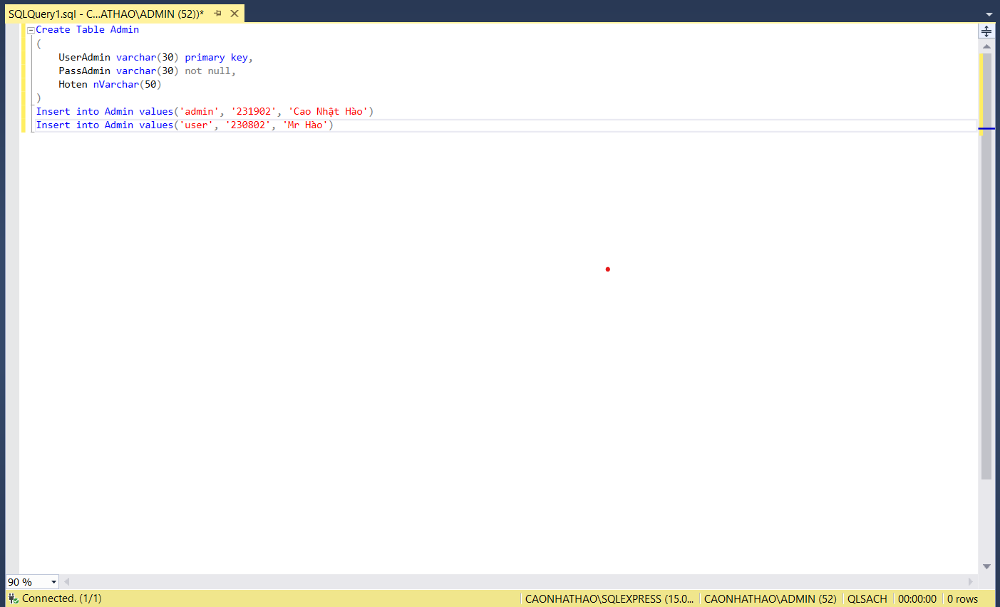 SQLQuery1.sql - C...ATHAO\ADMIN (52))*
Create Table Admin
(
UserAdmin varchar(30) primary key,
PassAdmin varchar(30) not null,
Hoten nVarchar(50)
)
Insert into Admin values('admin', '231902', 'Cao Nhật Hào')
Insert into Admin values('user', '230802', 'Mr Hào')
90 %
Connected. (1/1)
CAONHATHAO\SQLEXPRESS (15.0...
CAONHATHAO\ADMIN (52)
QLSACH
00:00:00
0 rows